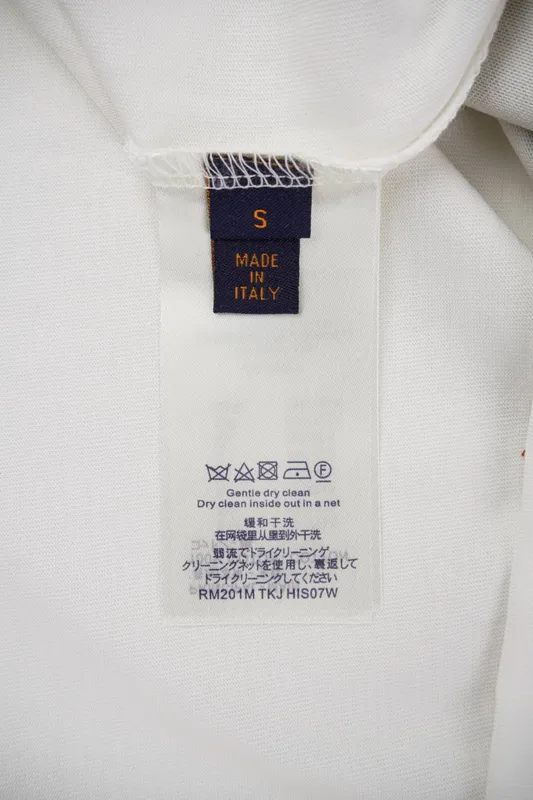 S
MADE
IN
ITALY
Gentle dry clean
Dry clean inside out in a net
缓和干洗
在网袋里从里到外干洗
弱流でドライクリーニング
クリーニングネットを使用し、裏返して
ドライクリーニングしてください
RM201M TKJ HIS07W